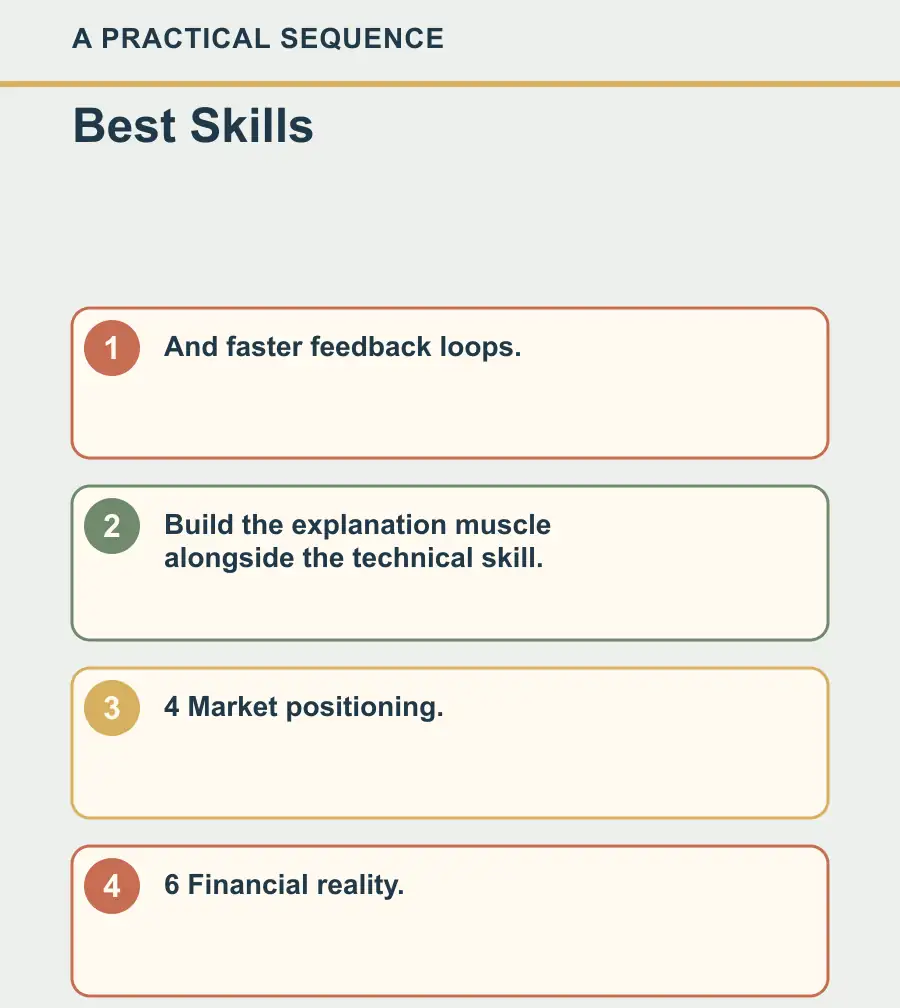 A PRACTICAL SEQUENCE
Best Skills
1 And faster feedback loops.
2 Build the explanation muscle
alongside the technical skill.
3 4 Market positioning.
4 6 Financial reality.